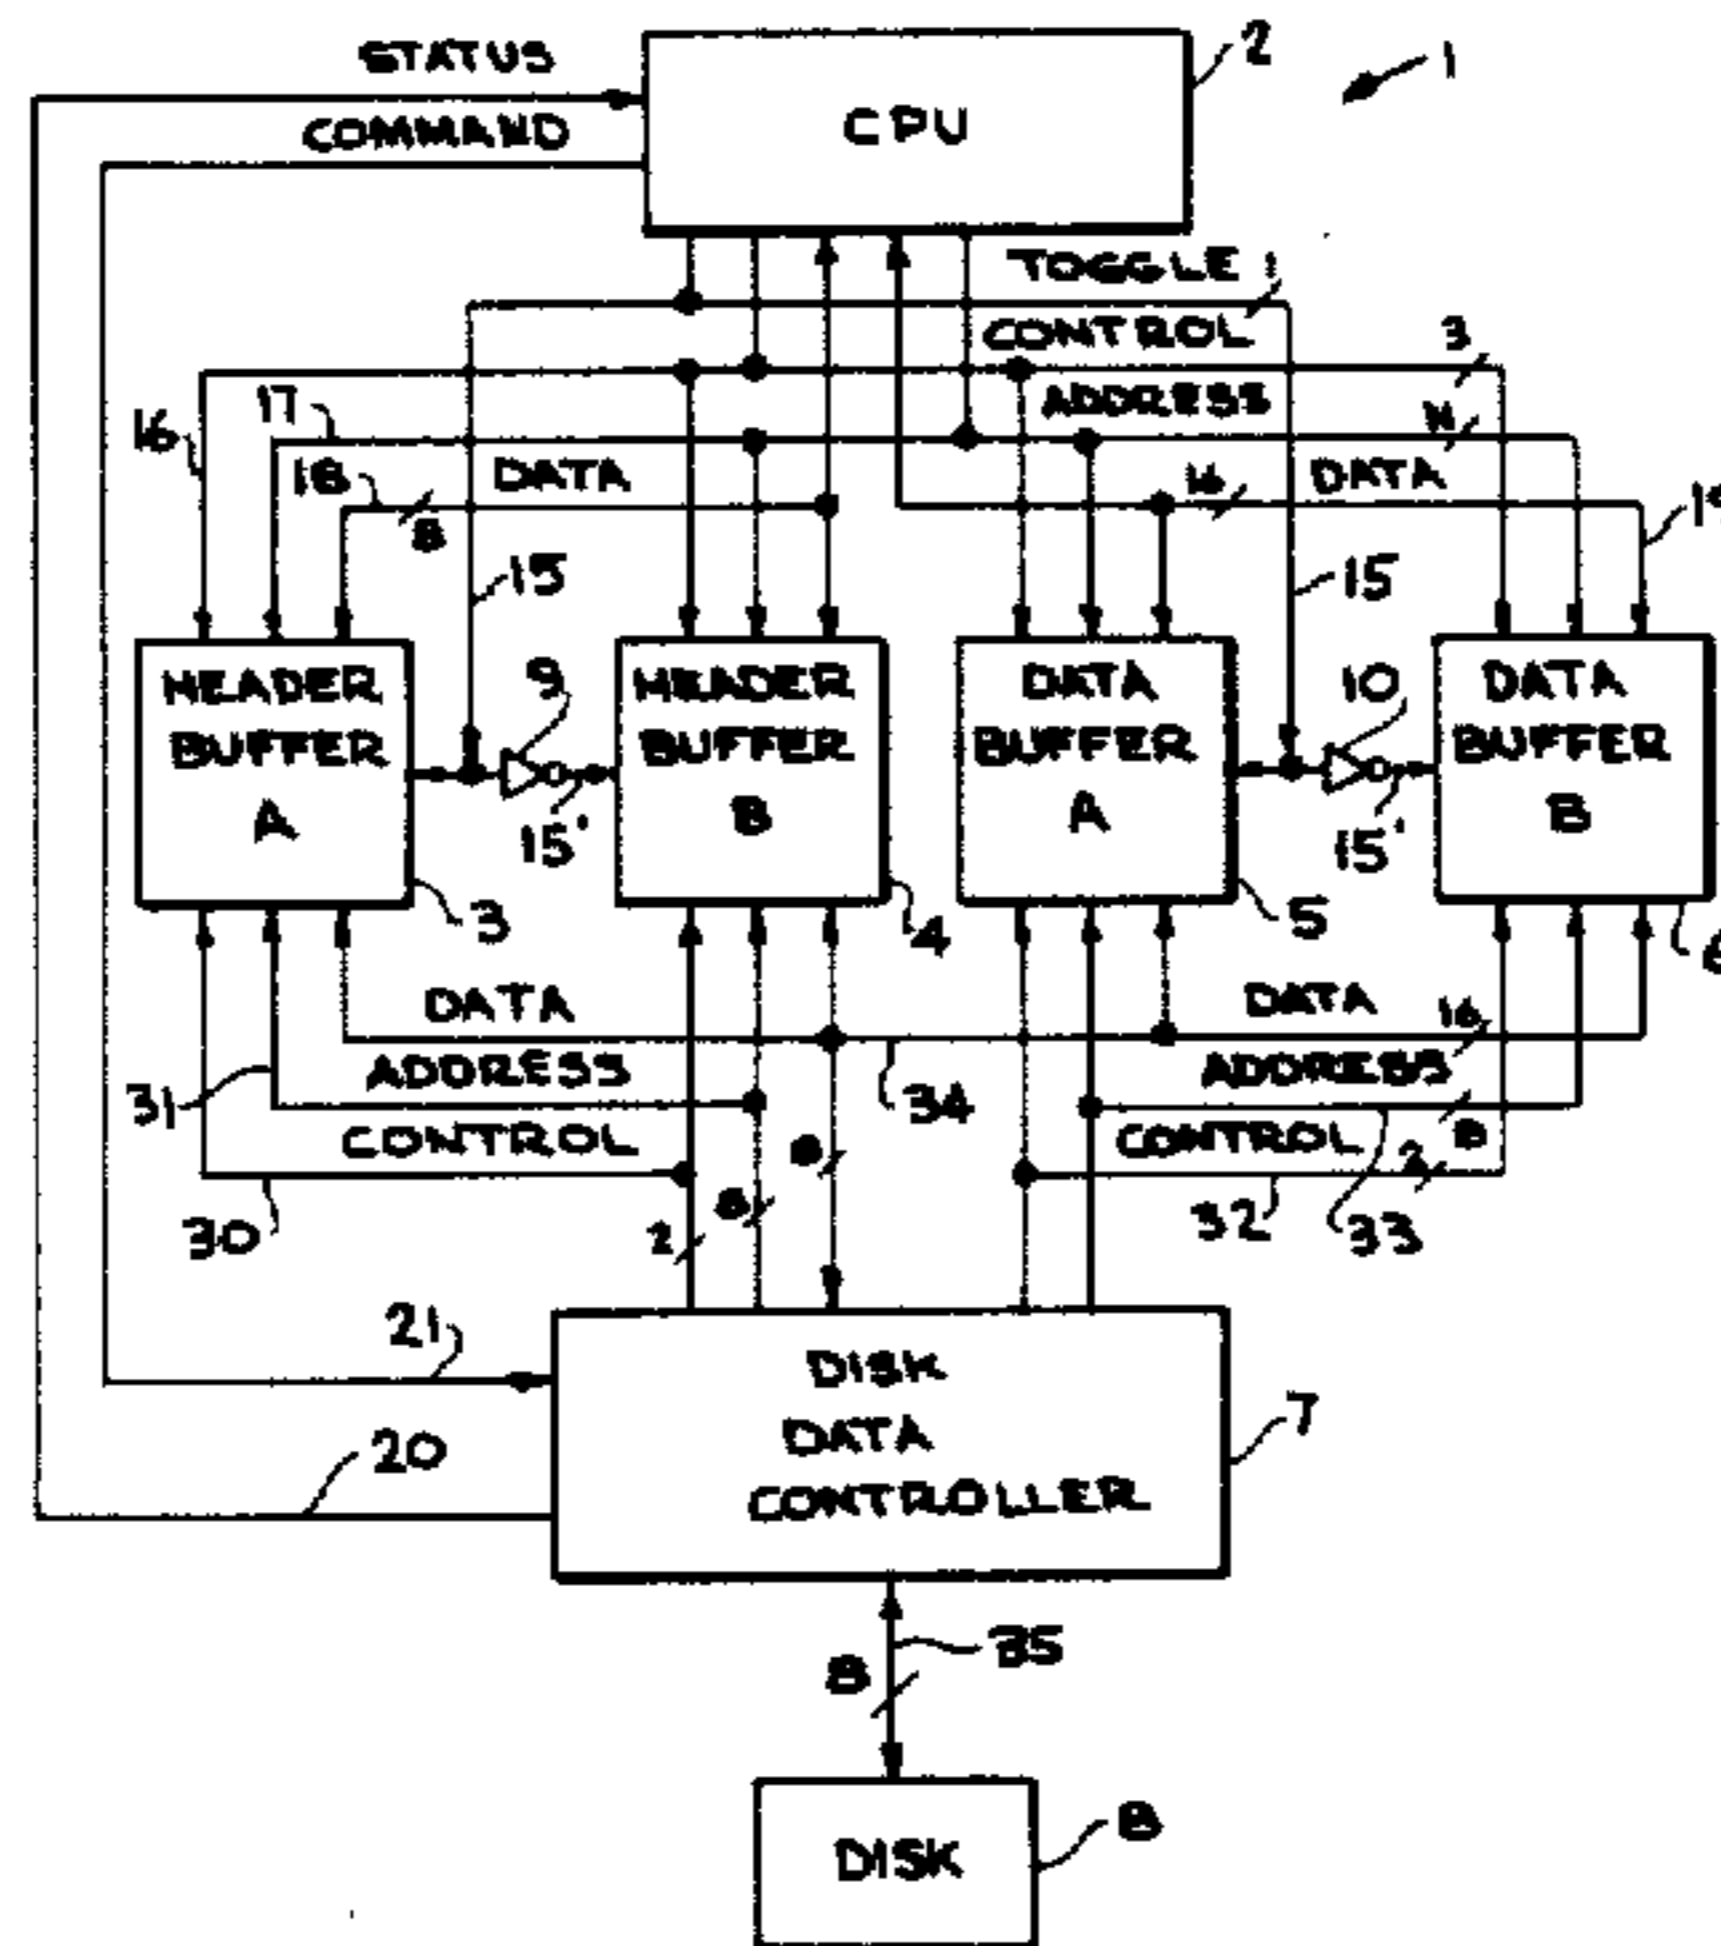 STATUS
2
1
COMMAND
CPU
TOGGLE 1
CONTROL
3
17
ADDRESS
16
18
DATA
16
DATA
8
15
15
HEADER
BUFFER
A
9
HEADER
BUFFER
B
DATA
BUFFER
A
10
DATA
BUFFER
B
15'
15'
3
4
5
DATA
DATA
16
31
ADDRESS
34
ADDRESS
CONTROL
CONTROL
8
2
30
2
32
33
21
DISK
DATA
CONTROLLER
7
20
35
8
DISK
8